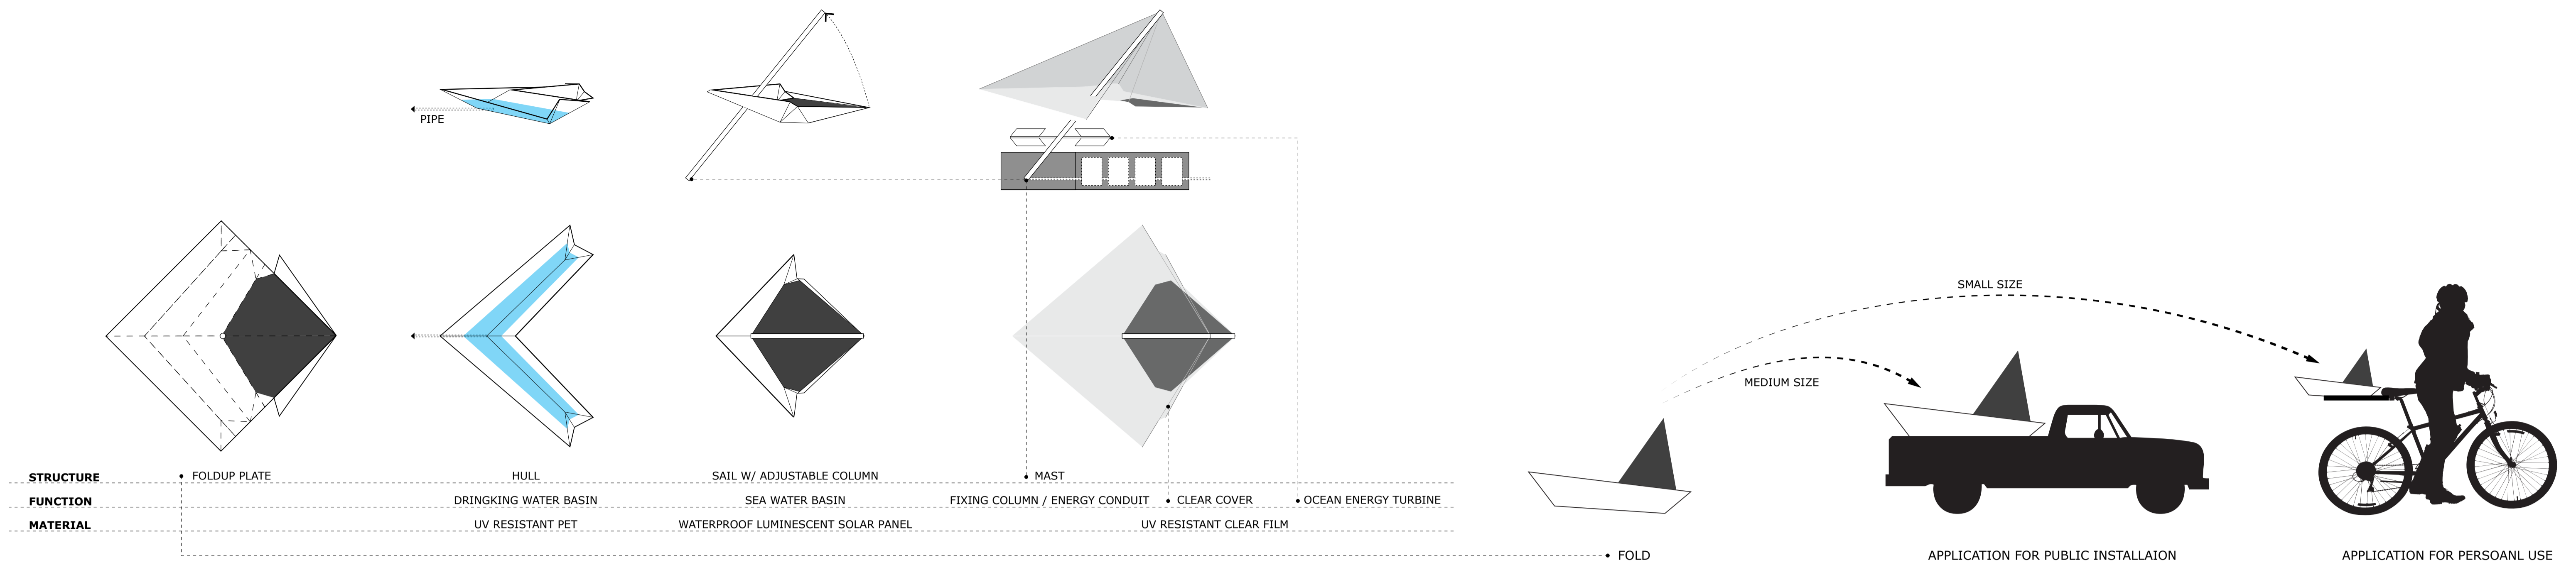 PIPE
SMALL SIZE
MEDIUM SIZE
STRUCTURE FOLDUP PLATE HULL SAIL W/ ADJUSTABLE COLUMN MAST
FUNCTION DRINGKING WATER BASIN SEA WATER BASIN FIXING COLUMN / ENERGY CONDUIT CLEAR COVER OCEAN ENERGY TURBINE
MATERIAL UV RESISTANT PET WATERPROOF LUMINESCENT SOLAR PANEL UV RESISTANT CLEAR FILM
FOLD APPLICATION FOR PUBLIC INSTALLAION APPLICATION FOR PERSOANL USE